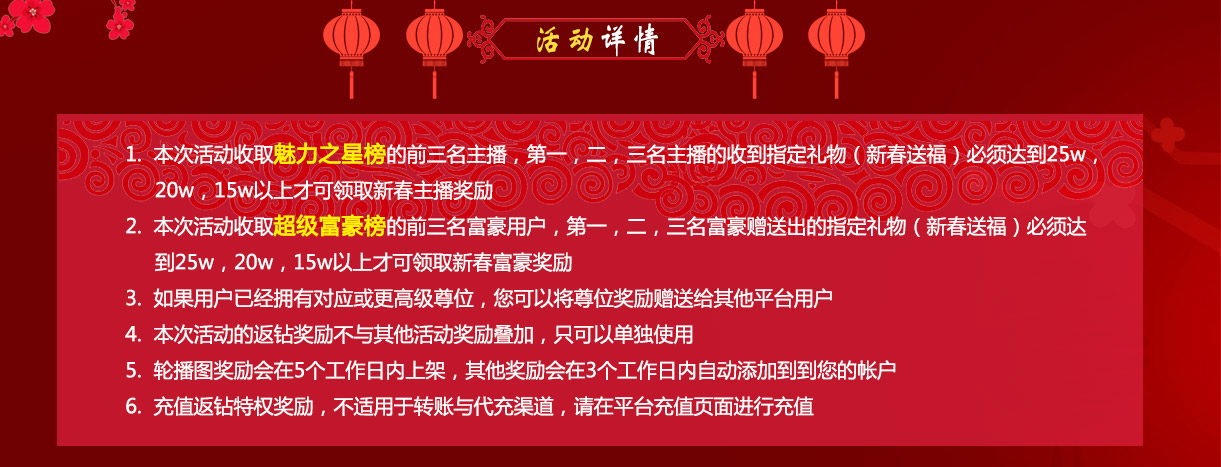 活动详情
1. 本次活动收取魅力之星榜的前三名主播，第一，二，三名主播的收到指定礼物（新春送福）必须达到25w，
20w，15w以上才可领取新春主播奖励
2. 本次活动收取超级富豪榜的前三名富豪用户，第一，二，三名富豪赠送出的指定礼物（新春送福）必须达
到25w，20w，15w以上才可领取新春富豪奖励
3. 如果用户已经拥有对应或更高级尊位，您可以将尊位奖励赠送给其他平台用户
4. 本次活动的返钻奖励不与其他活动奖励叠加，只可以单独使用
5. 轮播图奖励会在5个工作日内上架，其他奖励会在3个工作日内自动添加到到您的帐户
6. 充值返钻特权奖励，不适用于转账与代充渠道，请在平台充值页面进行充值